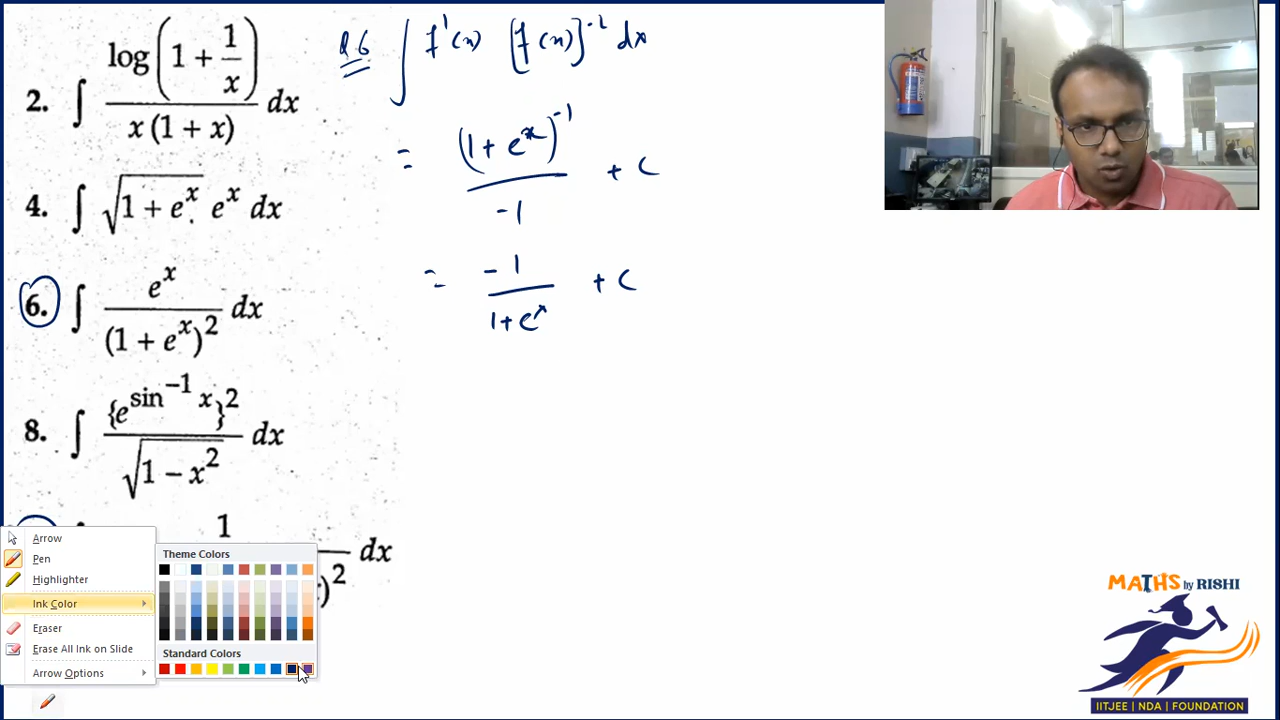 2. ∫ log(1 + 1/x) / x(1 + x) dx
4. ∫ √(1 + e^x) e^x dx
6. ∫ e^x / (1 + e^x)^2 dx
8. ∫ {e^(sin^-1 x)}^2 / √(1 - x^2) dx
1
dx
)^2
Q6 ∫ f'(x) [f(x)]^-2 dx
= (1 + e^x)^-1 / -1 + c
= -1 / 1+e^x + c
Arrow
Pen
Highlighter
Ink Color
Eraser
Erase All Ink on Slide
Arrow Options
Theme Colors
Standard Colors
MATHS by RISHI
IITJEE | NDA | FOUNDATION